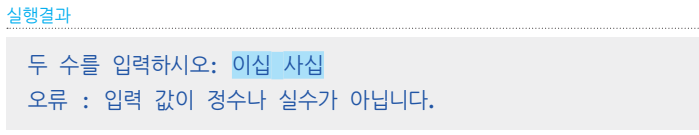 실행결과
두 수를 입력하시오: 이십 사십
오류 : 입력 값이 정수나 실수가 아닙니다.